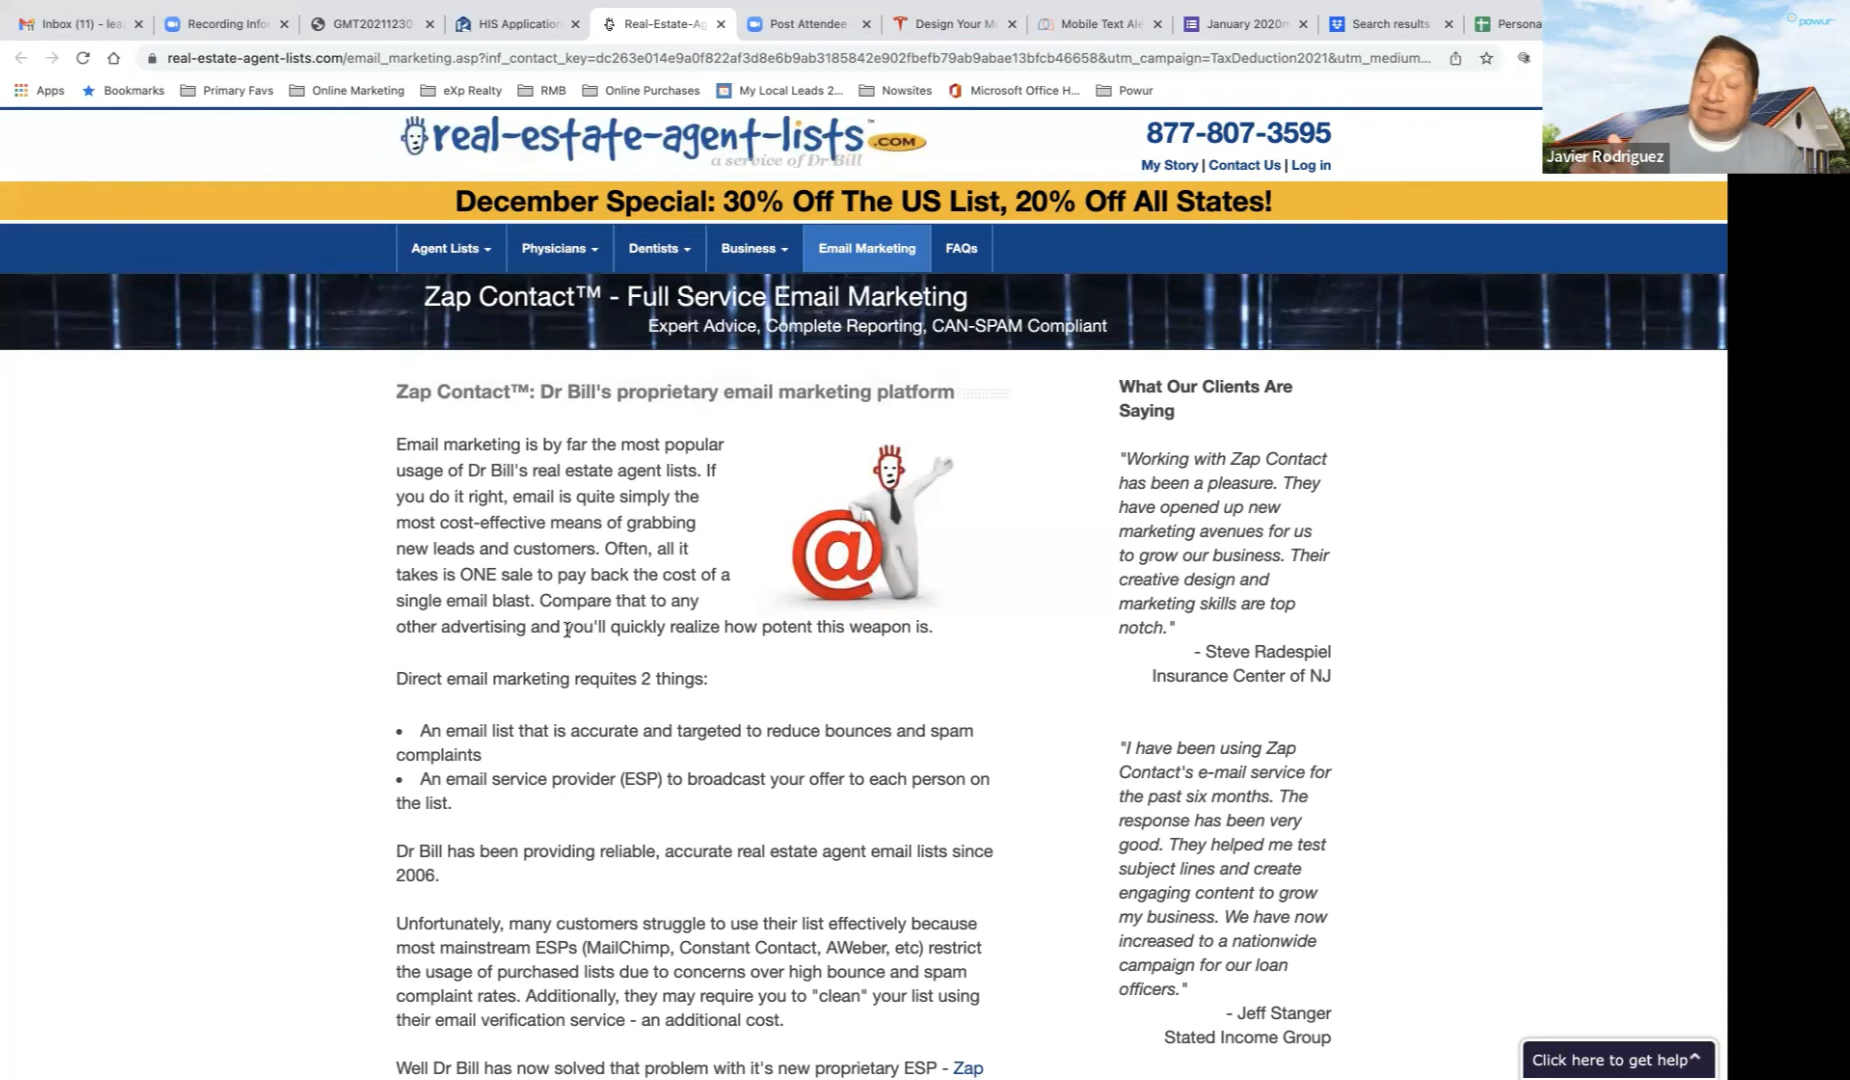 Inbox (11) - lea
Recording Infor
GMT20211230
HIS Application
Real-Estate-Ag
Post Attendee
Design Your M
Mobile Text Ale
January 2020m
Search results
Persona
real-estate-agent-lists.com/email_marketing.asp?inf_contact_key=dc263e014e9a0f822af3d8e6b9ab3185842e902fbefb79ab9abae13bfcb46658&utm_campaign=TaxDeduction2021&utm_medium...
Apps
Bookmarks
Primary Favs
Online Marketing
eXp Realty
RMB
Online Purchases
My Local Leads 2...
Nowsites
Microsoft Office H...
Powur
powur
Javier Rodriguez
real-estate-agent-lists™ .COM
a service of Dr Bill
877-807-3595
My Story | Contact Us | Log in
December Special: 30% Off The US List, 20% Off All States!
Agent Lists
Physicians
Dentists
Business
Email Marketing
FAQs
Zap Contact™ - Full Service Email Marketing
Expert Advice, Complete Reporting, CAN-SPAM Compliant
Zap Contact™: Dr Bill's proprietary email marketing platform
Email marketing is by far the most popular
usage of Dr Bill's real estate agent lists. If
you do it right, email is quite simply the
most cost-effective means of grabbing
new leads and customers. Often, all it
takes is ONE sale to pay back the cost of a
single email blast. Compare that to any
other advertising and you'll quickly realize how potent this weapon is.
@
Direct email marketing requites 2 things:
• An email list that is accurate and targeted to reduce bounces and spam
complaints
• An email service provider (ESP) to broadcast your offer to each person on
the list.
Dr Bill has been providing reliable, accurate real estate agent email lists since
2006.
Unfortunately, many customers struggle to use their list effectively because
most mainstream ESPs (MailChimp, Constant Contact, AWeber, etc) restrict
the usage of purchased lists due to concerns over high bounce and spam
complaint rates. Additionally, they may require you to "clean" your list using
their email verification service - an additional cost.
Well Dr Bill has now solved that problem with it's new proprietary ESP - Zap
What Our Clients Are
Saying
"Working with Zap Contact
has been a pleasure. They
have opened up new
marketing avenues for us
to grow our business. Their
creative design and
marketing skills are top
notch."
- Steve Radespiel
Insurance Center of NJ
"I have been using Zap
Contact's e-mail service for
the past six months. The
response has been very
good. They helped me test
subject lines and create
engaging content to grow
my business. We have now
increased to a nationwide
campaign for our loan
officers."
- Jeff Stanger
Stated Income Group
Click here to get help^